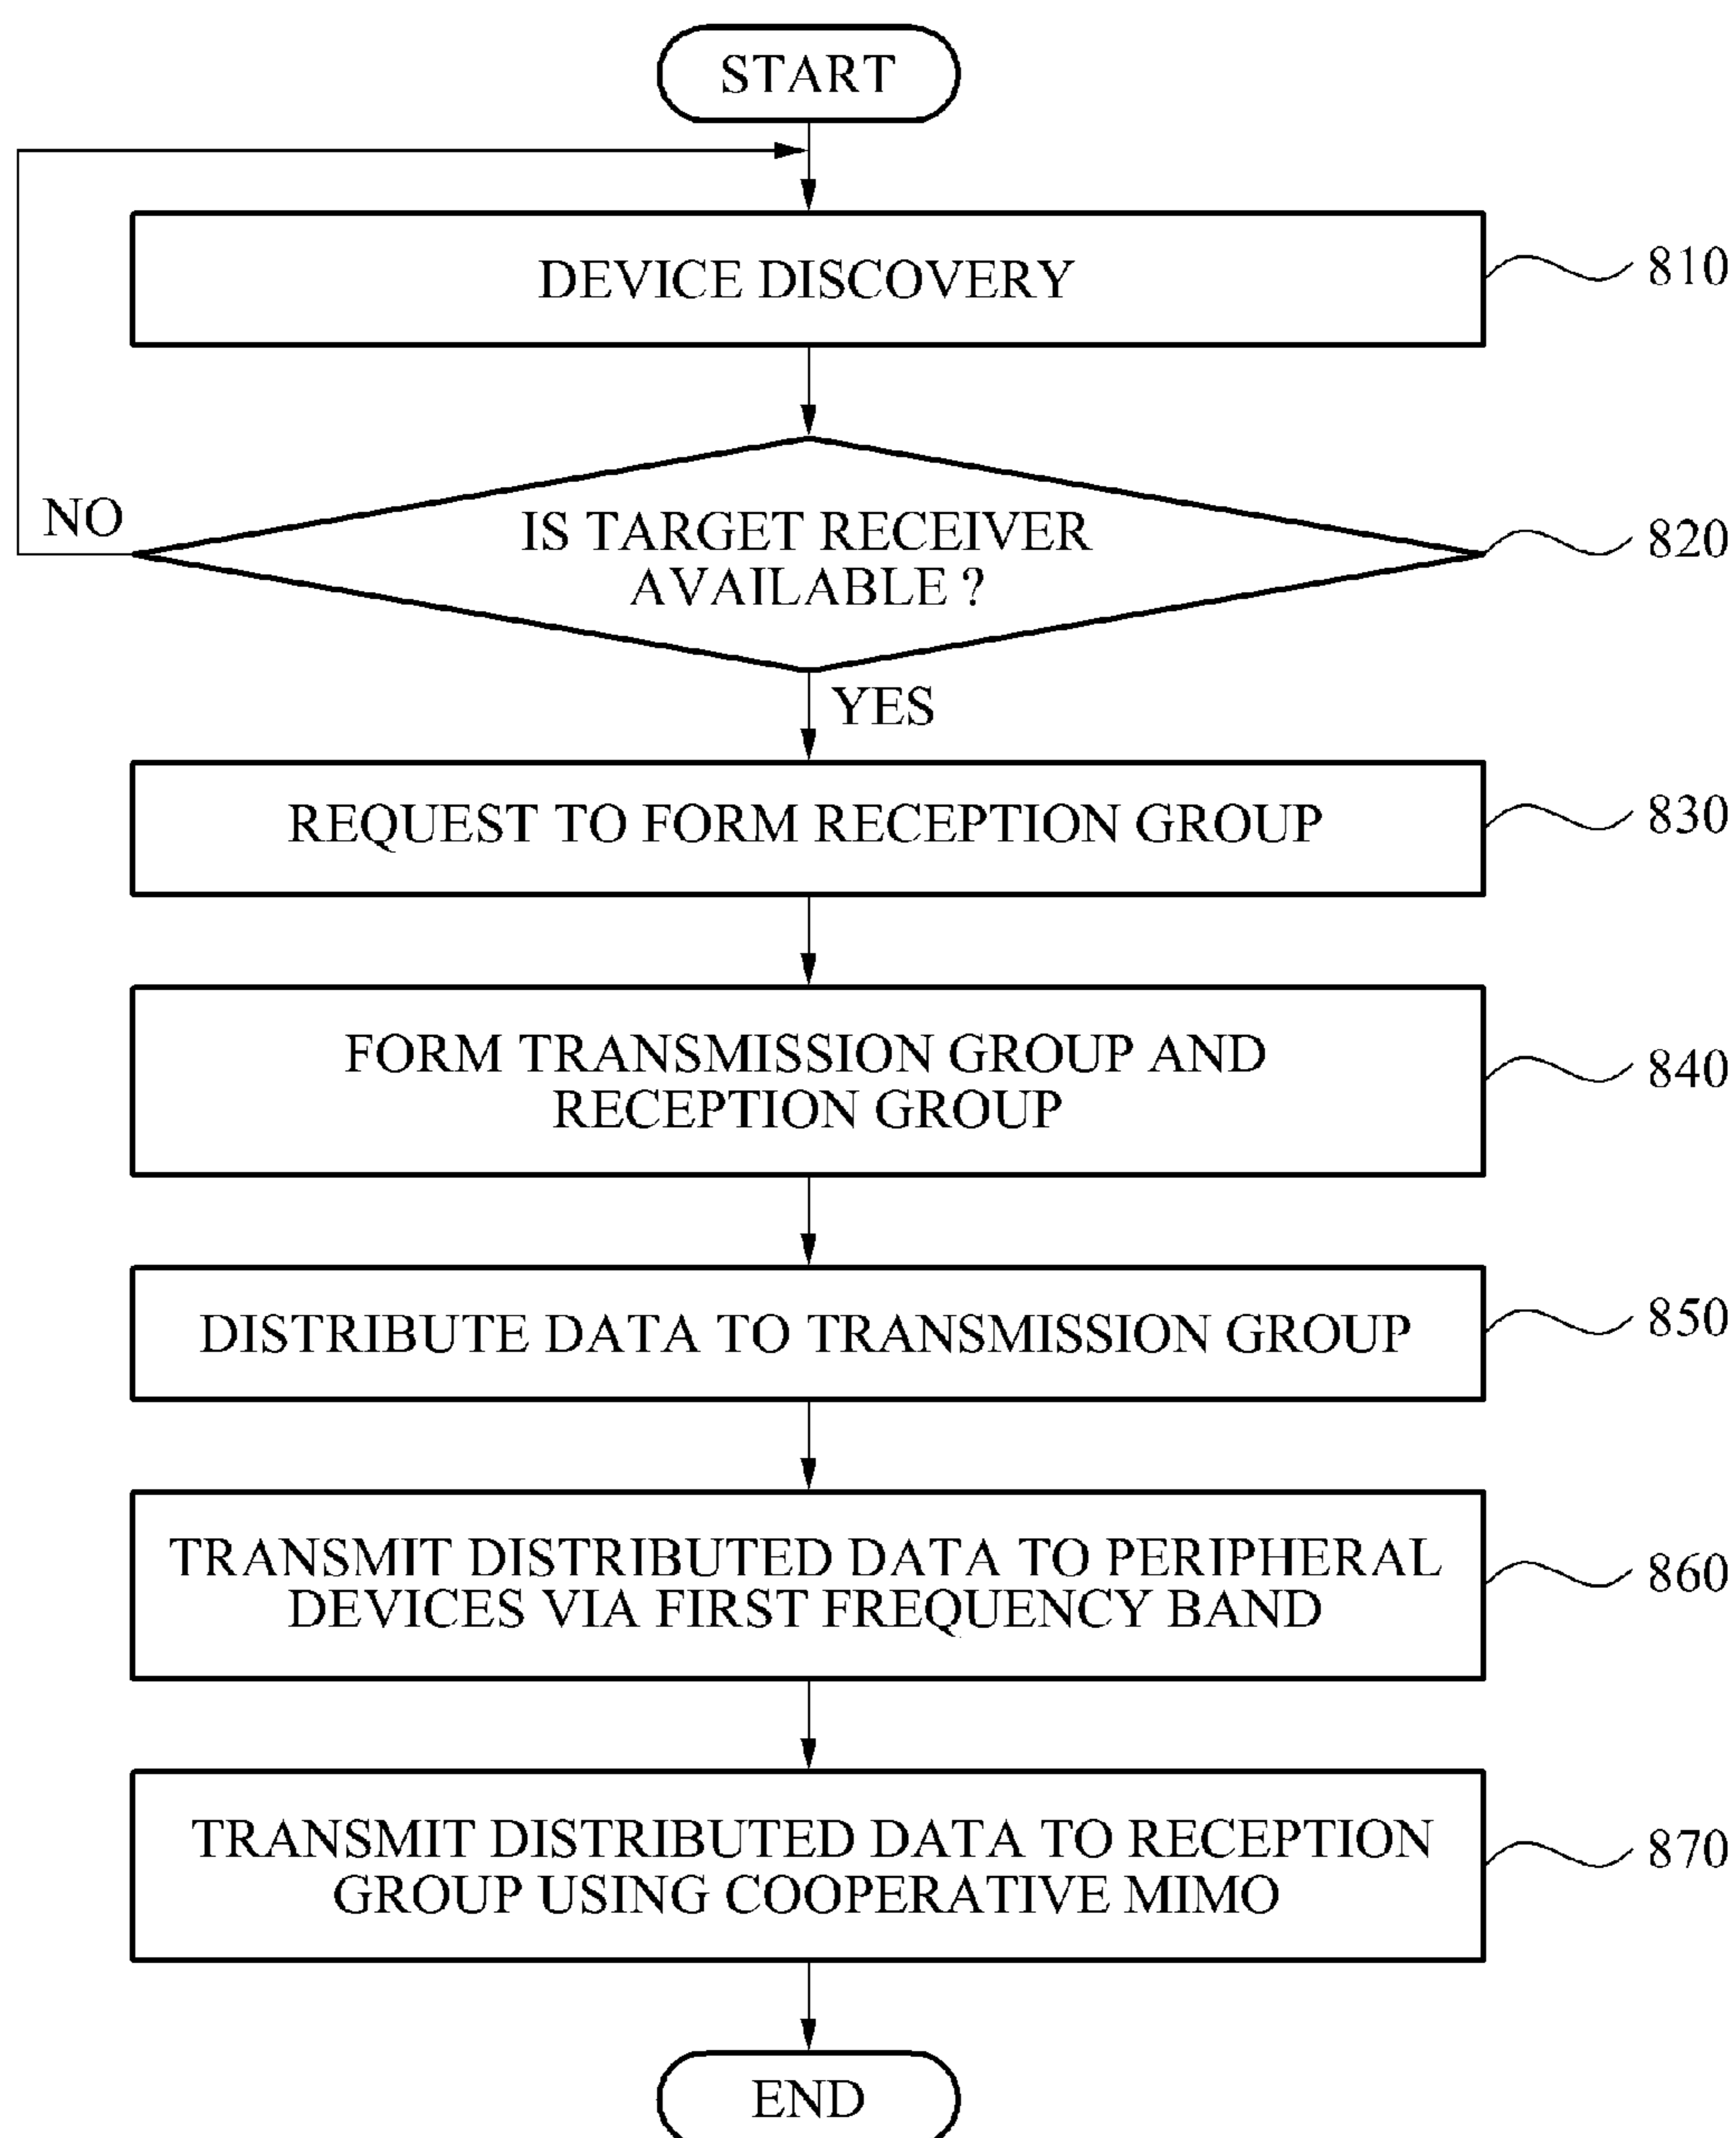 START
DEVICE DISCOVERY
810
NO
IS TARGET RECEIVER
AVAILABLE ?
820
YES
REQUEST TO FORM RECEPTION GROUP
830
FORM TRANSMISSION GROUP AND
RECEPTION GROUP
840
DISTRIBUTE DATA TO TRANSMISSION GROUP
850
TRANSMIT DISTRIBUTED DATA TO PERIPHERAL
DEVICES VIA FIRST FREQUENCY BAND
860
TRANSMIT DISTRIBUTED DATA TO RECEPTION
GROUP USING COOPERATIVE MIMO
870
END